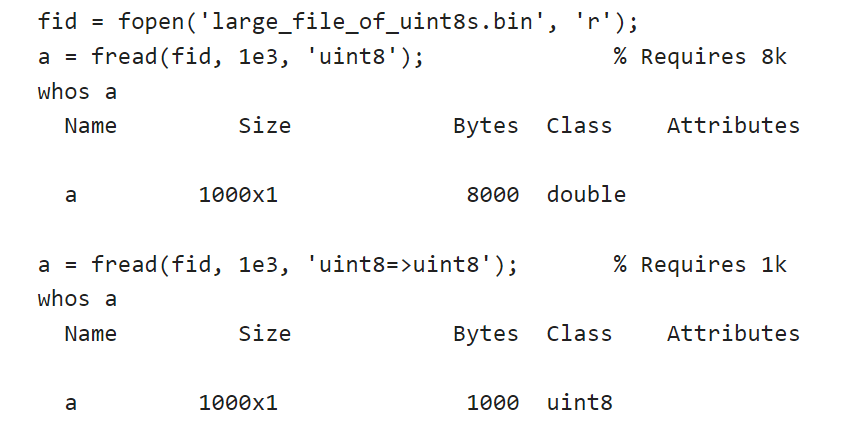 fid = fopen('large_file_of_uint8s.bin', 'r');
a = fread(fid, 1e3, 'uint8');              % Requires 8k
whos a
  Name         Size            Bytes  Class    Attributes

  a         1000x1              8000  double

a = fread(fid, 1e3, 'uint8=>uint8');       % Requires 1k
whos a
  Name         Size            Bytes  Class    Attributes

  a         1000x1              1000  uint8